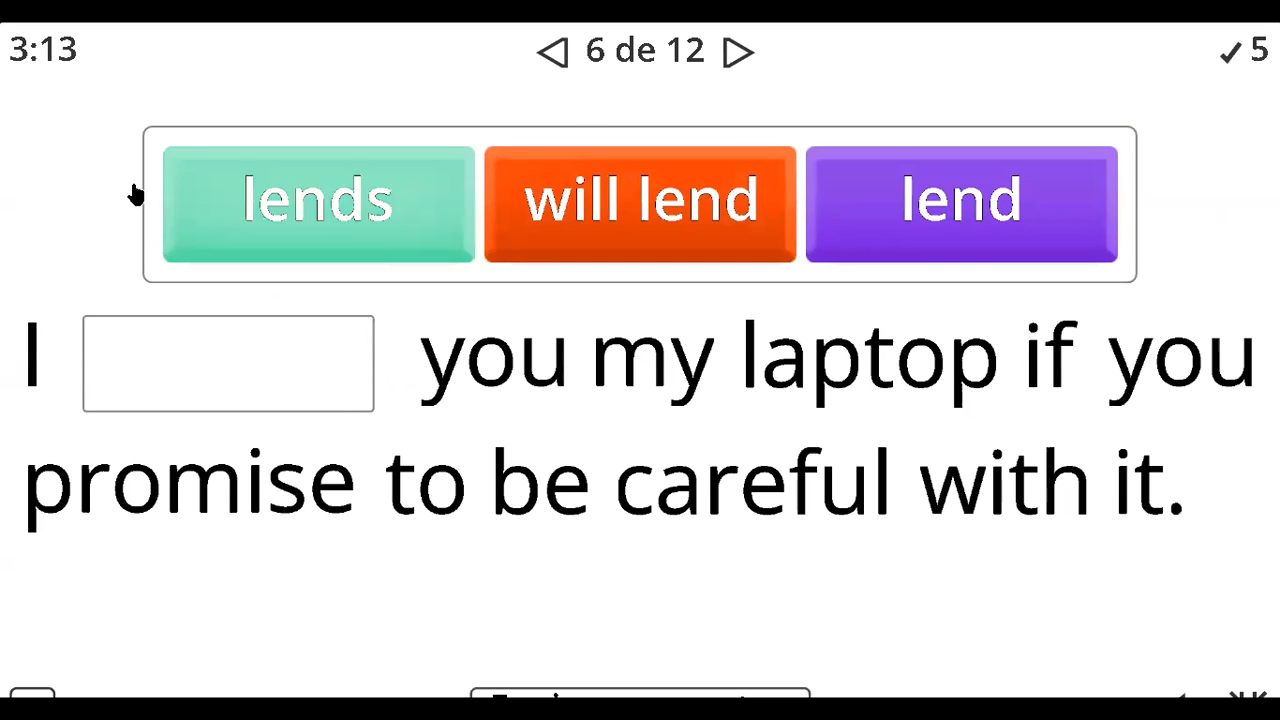 3:13
6 de 12
5
lends
will lend
lend
I you my laptop if you
promise to be careful with it.